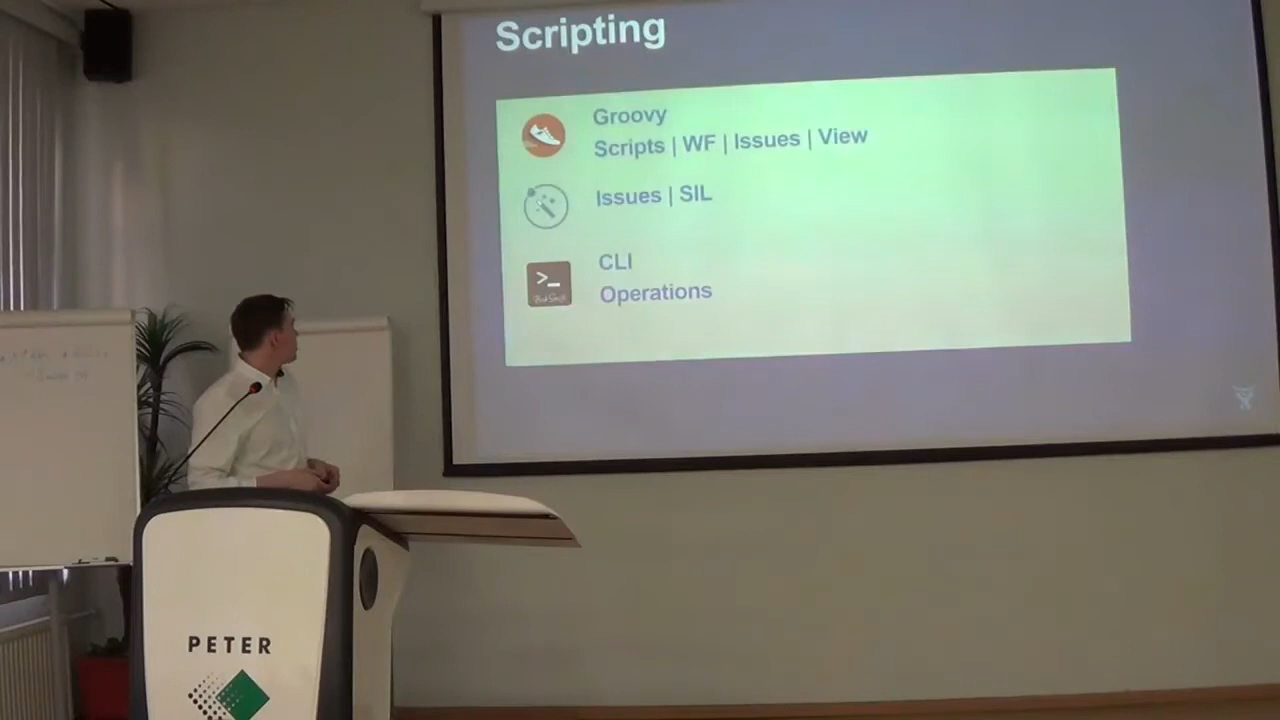 Scripting
Groovy
Scripts | WF | Issues | View
Issues | SIL
CLI
Operations
PETER